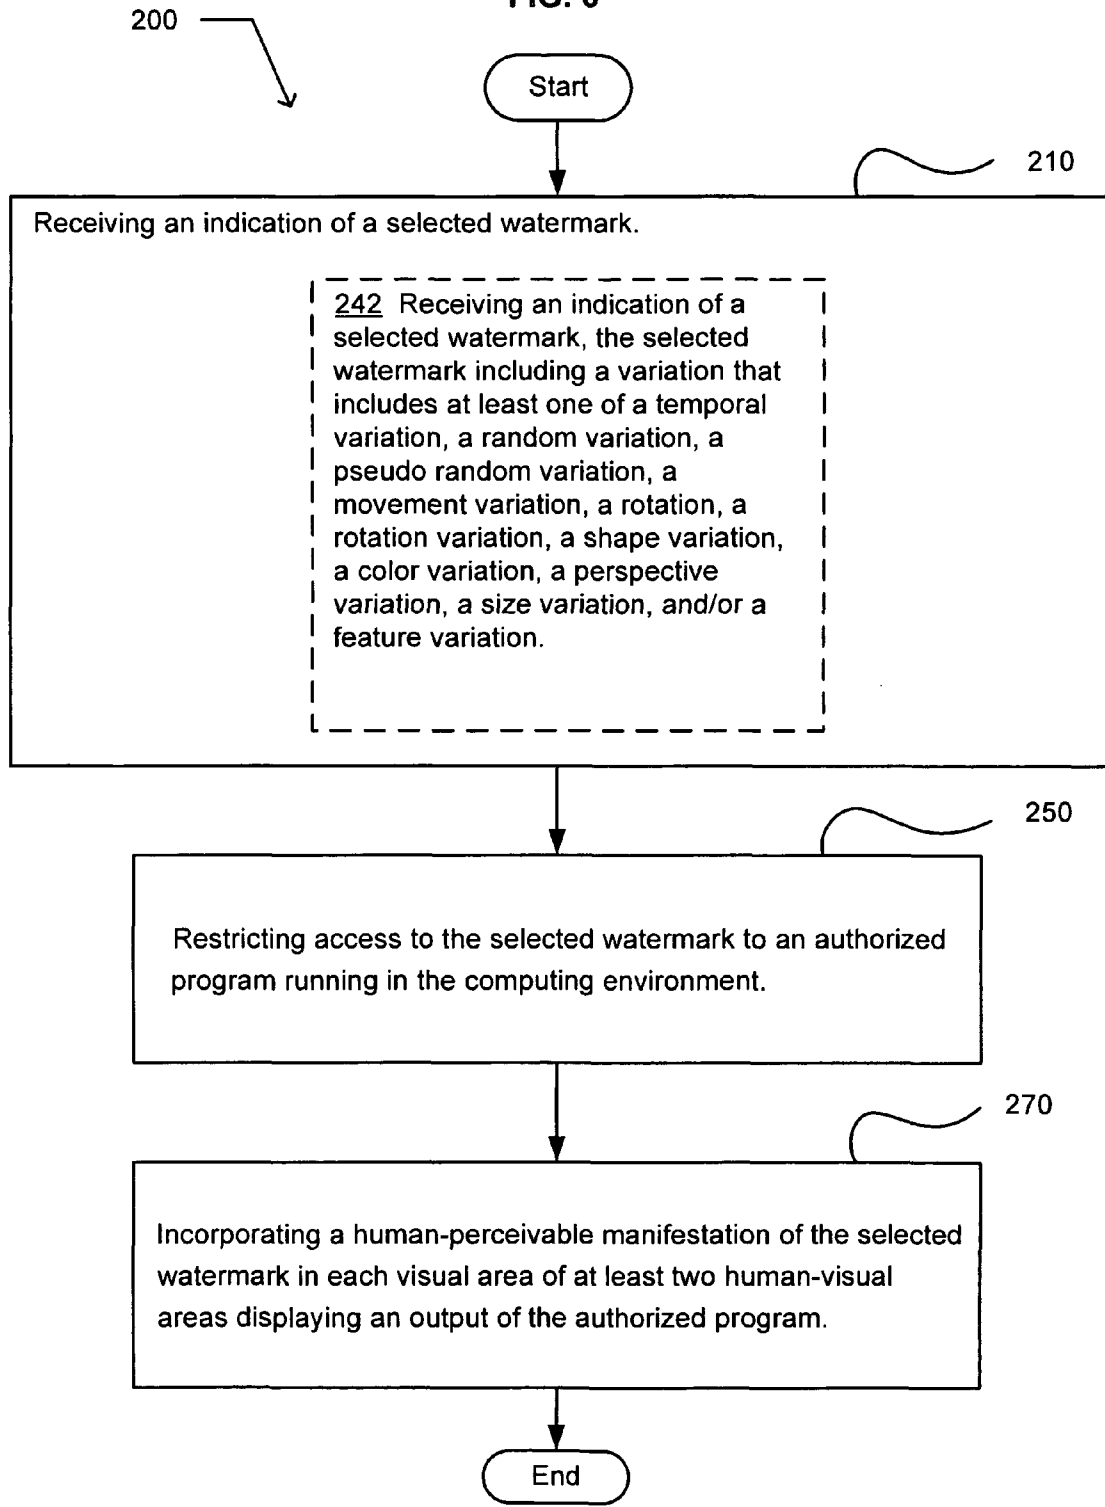 200
Start
210
Receiving an indication of a selected watermark.
242 Receiving an indication of a
selected watermark, the selected
watermark including a variation that
includes at least one of a temporal
variation, a random variation, a
pseudo random variation, a
movement variation, a rotation, a
rotation variation, a shape variation,
a color variation, a perspective
variation, a size variation, and/or a
feature variation.
250
Restricting access to the selected watermark to an authorized
program running in the computing environment.
270
Incorporating a human-perceivable manifestation of the selected
watermark in each visual area of at least two human-visual
areas displaying an output of the authorized program.
End